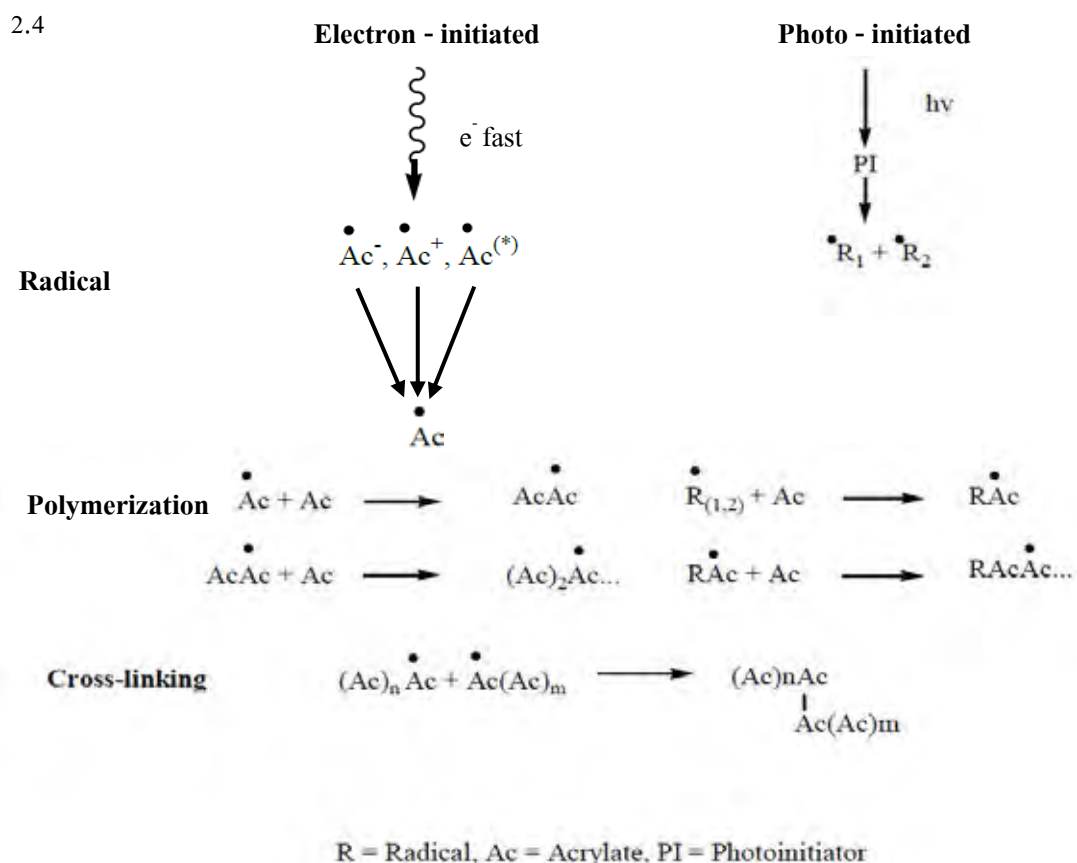 2.4
Electron - initiated Photo - initiated
e⁻ fast hν
PI
•Ac⁻, •Ac⁺, •Ac⁽*⁾ •R₁ + •R₂
Radical
•Ac
Polymerization •Ac + Ac → AcAc• •R₍₁,₂₎ + Ac → RAc•
AcAc• + Ac → (Ac)₂Ac•... RAc• + Ac → RAcAc•...
Cross-linking (Ac)ₙAc• + •Ac(Ac)ₘ → (Ac)nAc
Ac(Ac)m
R = Radical, Ac = Acrylate, PI = Photoinitiator